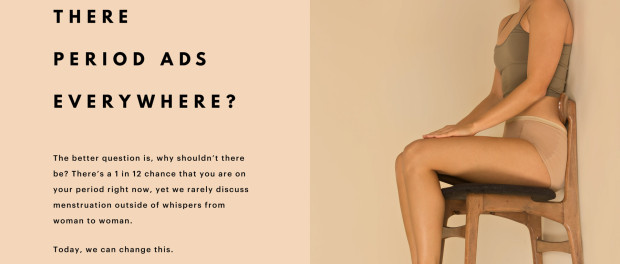 THERE
PERIOD ADS
EVERYWHERE?
The better question is, why shouldn't there
be? There's a 1 in 12 chance that you are on
your period right now, yet we rarely discuss
menstruation outside of whispers from
woman to woman.
Today, we can change this.